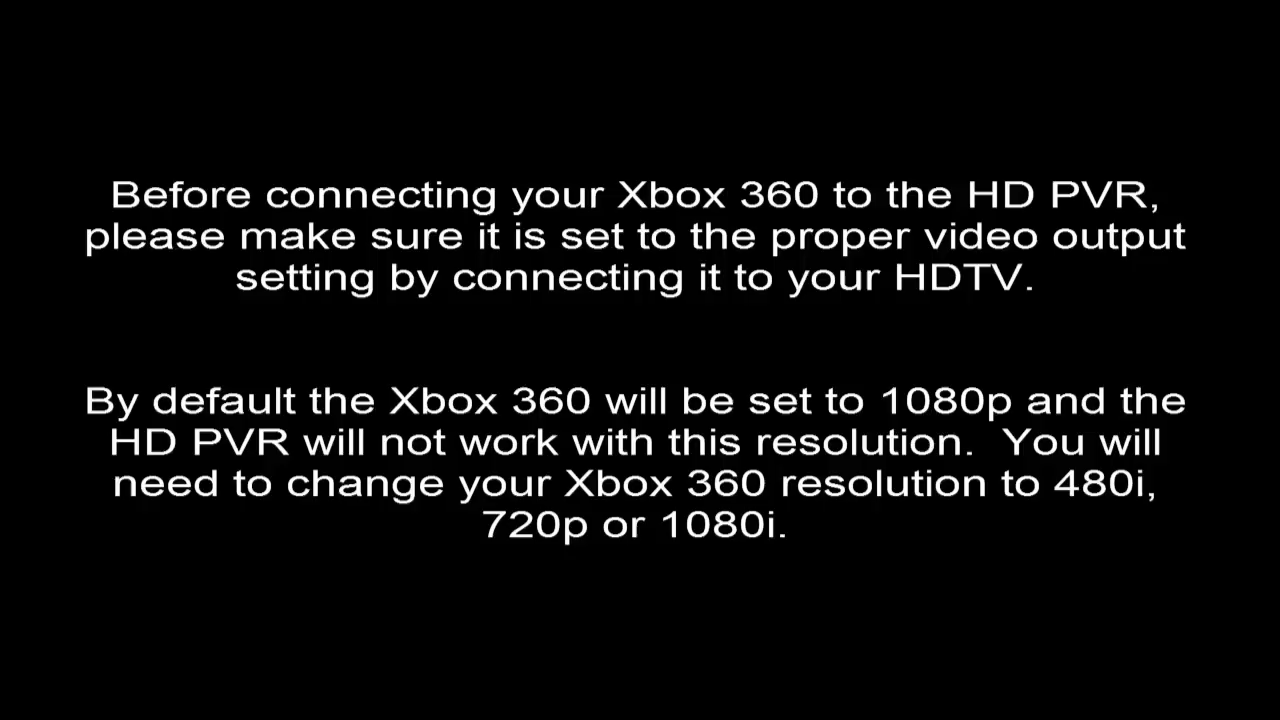 Before connecting your Xbox 360 to the HD PVR,
please make sure it is set to the proper video output
setting by connecting it to your HDTV.
By default the Xbox 360 will be set to 1080p and the
HD PVR will not work with this resolution.  You will
need to change your Xbox 360 resolution to 480i,
720p or 1080i.